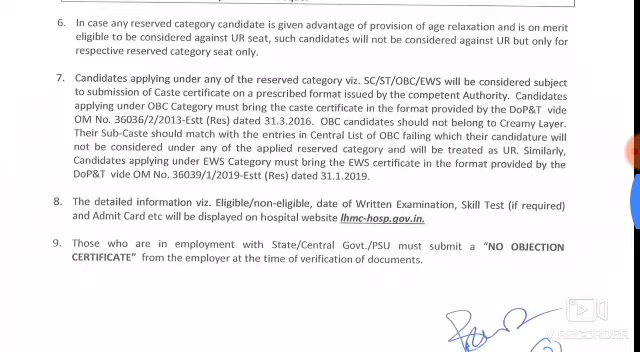 6. In case any reserved category candidate is given advantage of provision of age relaxation and is on merit
eligible to be considered against UR seat, such candidates will not be considered against UR but only for
respective reserved category seat only.
7. Candidates applying under any of the reserved category viz. SC/ST/OBC/EWS will be considered subject
to submission of Caste certificate on a prescribed format issued by the competent Authority. Candidates
applying under OBC Category must bring the caste certificate in the format provided by the DoP&T vide
OM No. 36036/2/2013-Estt (Res) dated 31.3.2016. OBC candidates should not belong to Creamy Layer.
Their Sub-Caste should match with the entries in Central List of OBC failing which their candidature will
not be considered under any of the applied reserved category and will be treated as UR. Similarly,
Candidates applying under EWS Category must bring the EWS certificate in the format provided by the
DoP&T vide OM No. 36039/1/2019-Estt (Res) dated 31.1.2019.
8. The detailed information viz. Eligible/non-eligible, date of Written Examination, Skill Test (if required)
and Admit Card etc will be displayed on hospital website lhmc-hosp.gov.in.
9. Those who are in employment with State/Central Govt./PSU must submit a “NO OBJECTION
CERTIFICATE” from the employer at the time of verification of documents.
V RECORDER